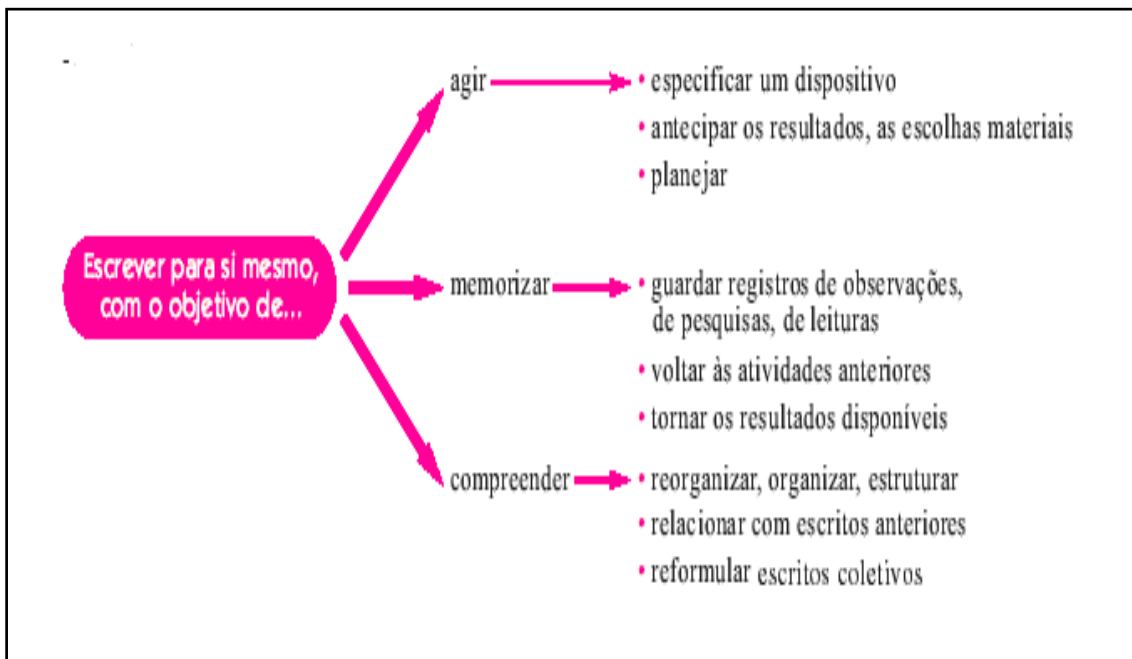 Escrever para si mesmo,
com o objetivo de...
agir
• especificar um dispositivo
• antecipar os resultados, as escolhas materiais
• planejar
memorizar
• guardar registros de observações,
de pesquisas, de leituras
• voltar às atividades anteriores
• tornar os resultados disponíveis
compreender
• reorganizar, organizar, estruturar
• relacionar com escritos anteriores
• reformular escritos coletivos